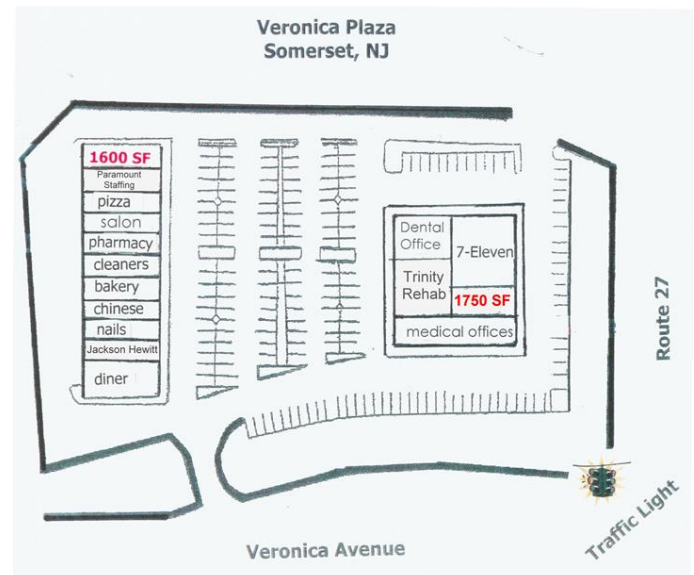 Veronica Plaza
Somerset, NJ
1600 SF
Paramount
Staffing
pizza
salon
pharmacy
cleaners
bakery
chinese
nails
Jackson Hewitt
diner
Dental
Office
7-Eleven
Trinity
Rehab
1750 SF
medical offices
Route 27
Traffic Light
Veronica Avenue